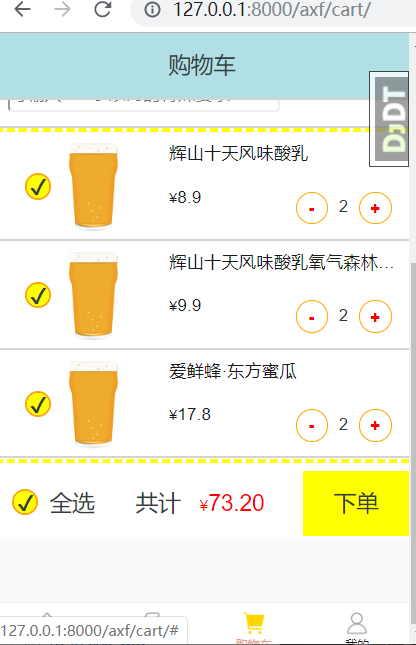 127.0.0.1:8000/axf/cart/
购物车
DjDT
辉山十天风味酸乳
¥8.9
- 2 +
辉山十天风味酸乳氧气森林...
¥9.9
- 2 +
爱鲜蜂·东方蜜瓜
¥17.8
- 2 +
全选 共计 ¥73.20 下单
127.0.0.1:8000/axf/cart/#
购物车 我的